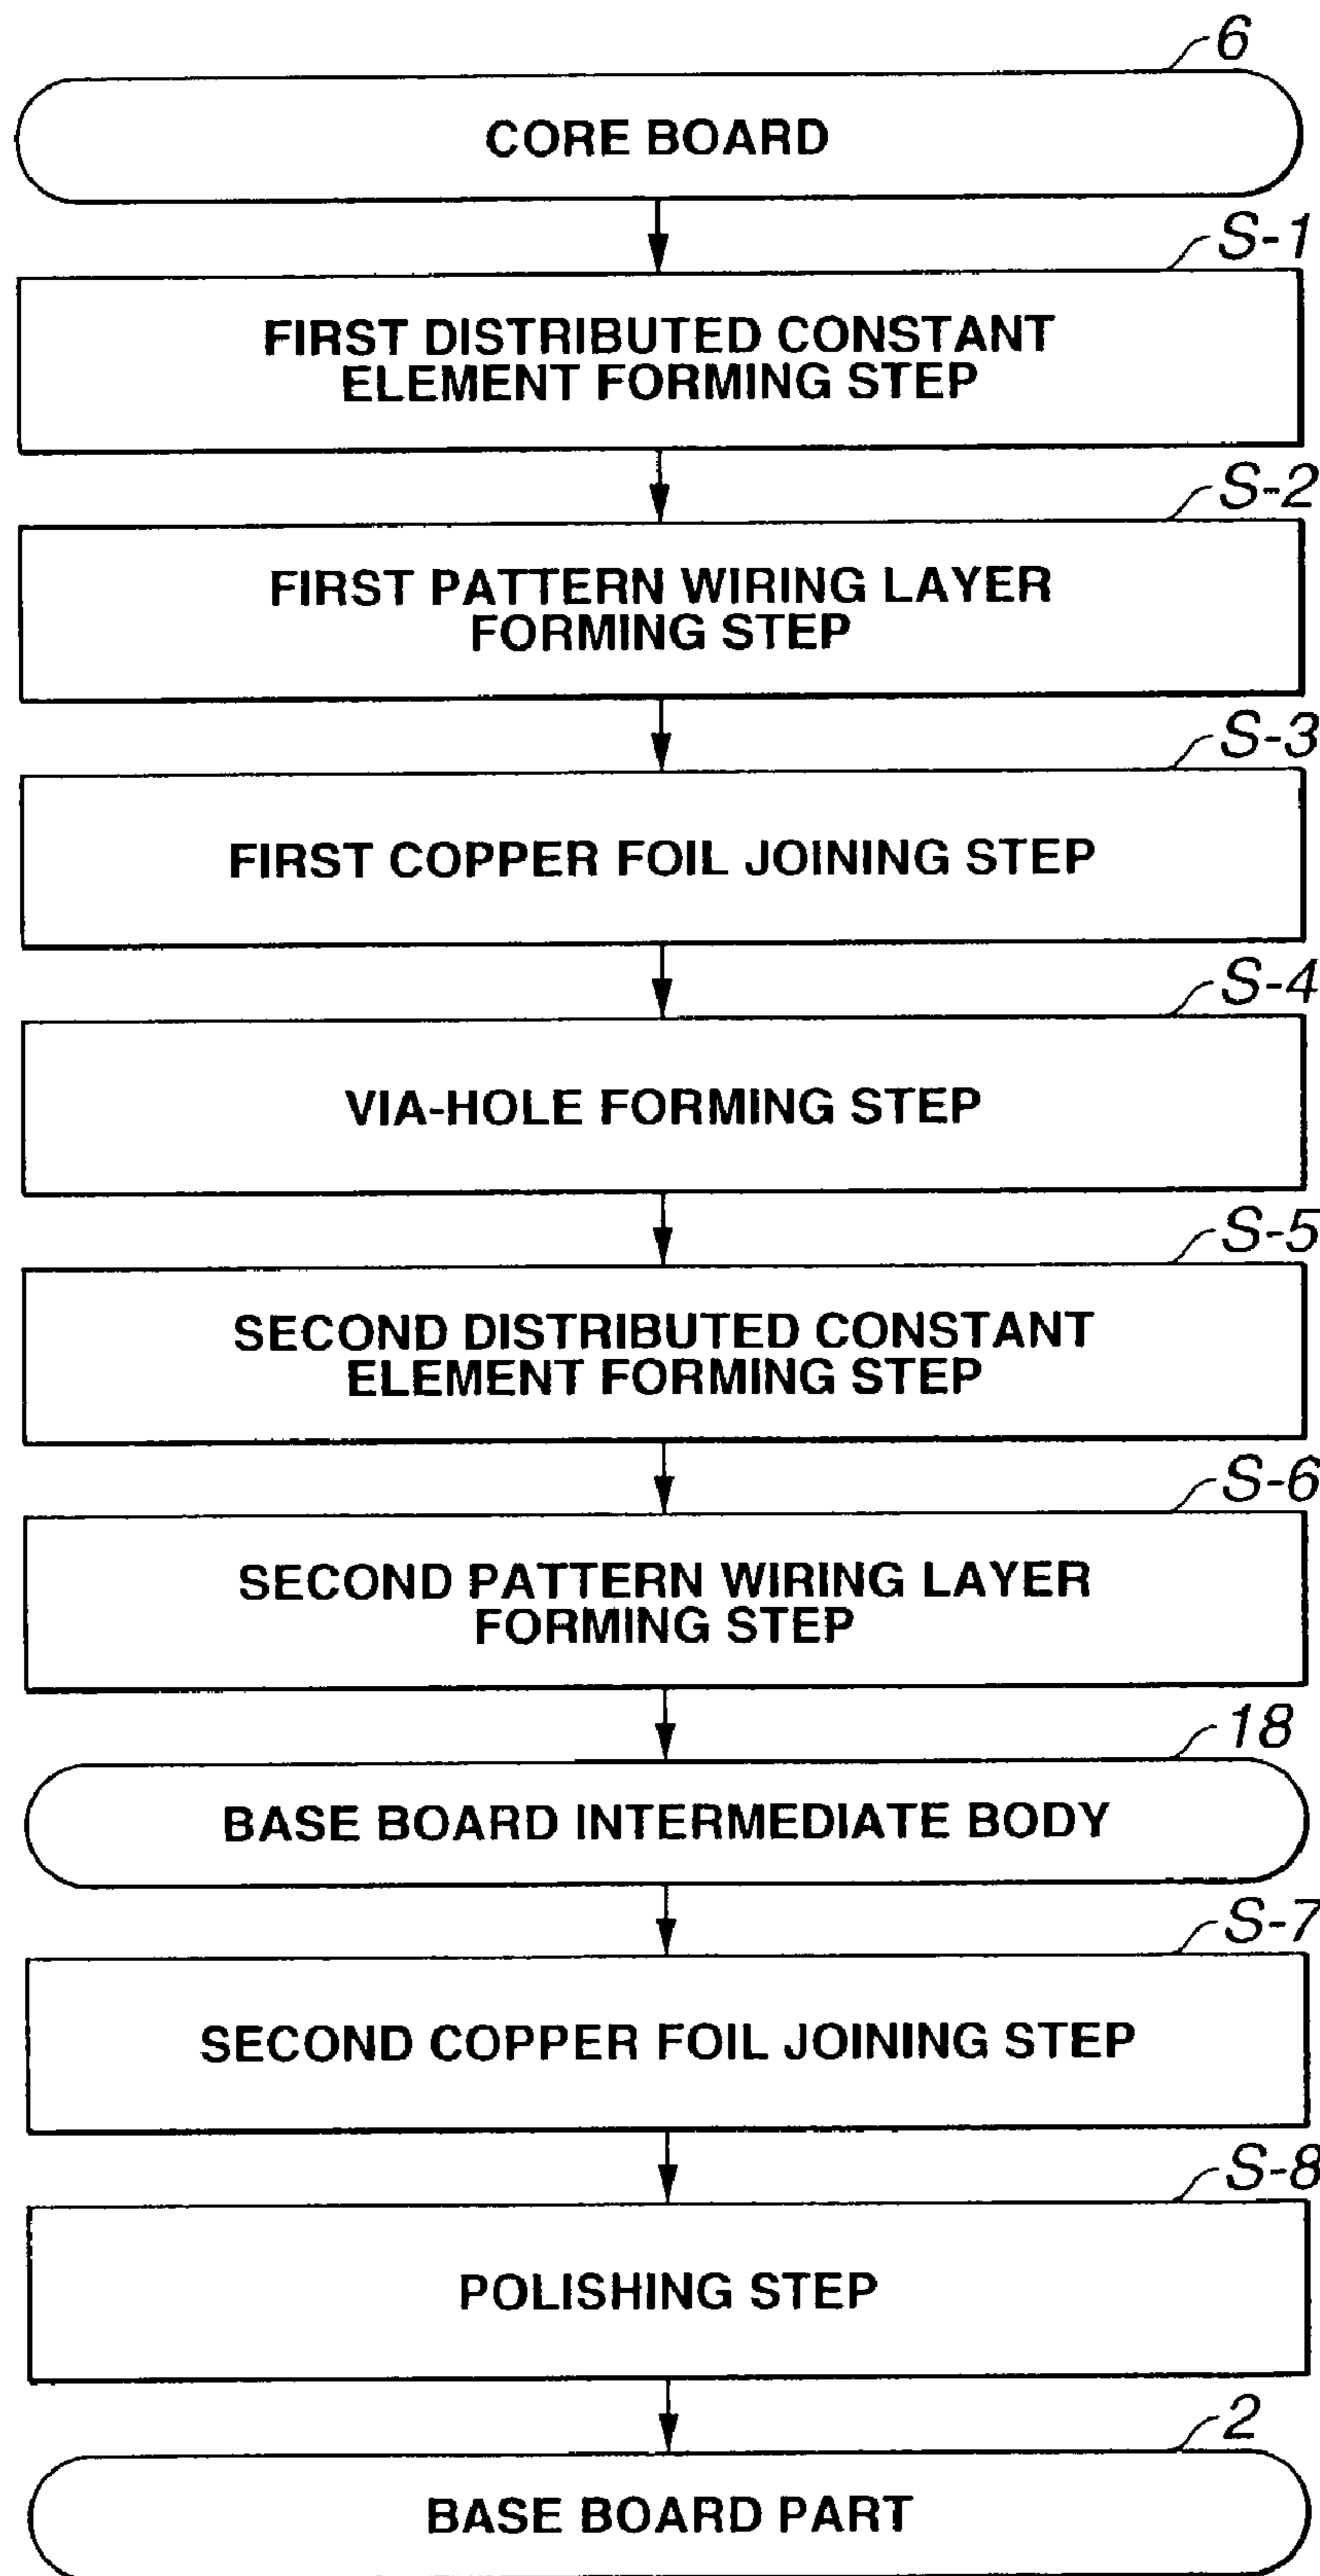 6
CORE BOARD
S-1
FIRST DISTRIBUTED CONSTANT
ELEMENT FORMING STEP
S-2
FIRST PATTERN WIRING LAYER
FORMING STEP
S-3
FIRST COPPER FOIL JOINING STEP
S-4
VIA-HOLE FORMING STEP
S-5
SECOND DISTRIBUTED CONSTANT
ELEMENT FORMING STEP
S-6
SECOND PATTERN WIRING LAYER
FORMING STEP
18
BASE BOARD INTERMEDIATE BODY
S-7
SECOND COPPER FOIL JOINING STEP
S-8
POLISHING STEP
2
BASE BOARD PART